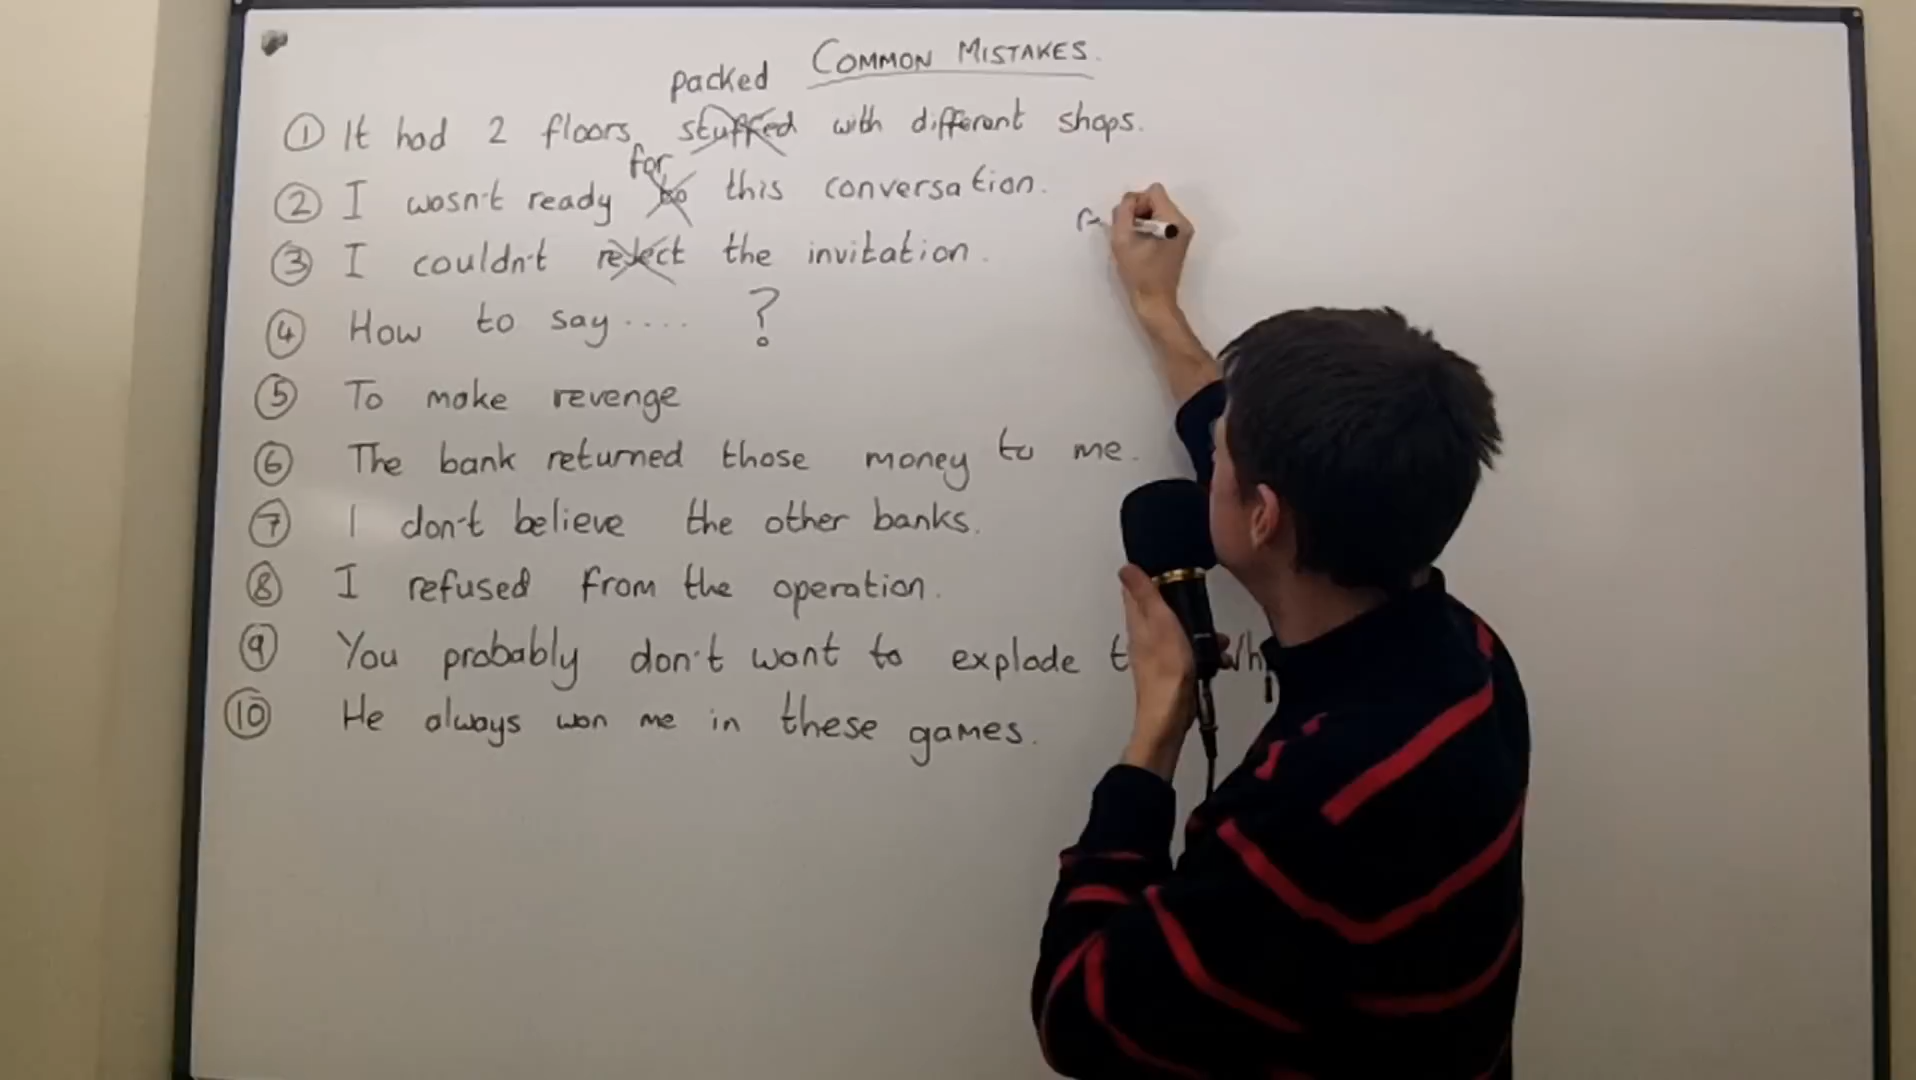 COMMON MISTAKES.
packed
① It had 2 floors, stuffed with different shops.
for
② I wasn't ready to this conversation.
③ I couldn't reject the invitation.
④ How to say.... ?
⑤ To make revenge
⑥ The bank returned those money to me.
⑦ I don't believe the other banks.
⑧ I refused from the operation.
⑨ You probably don't want to explode
⑩ He always won me in these games.